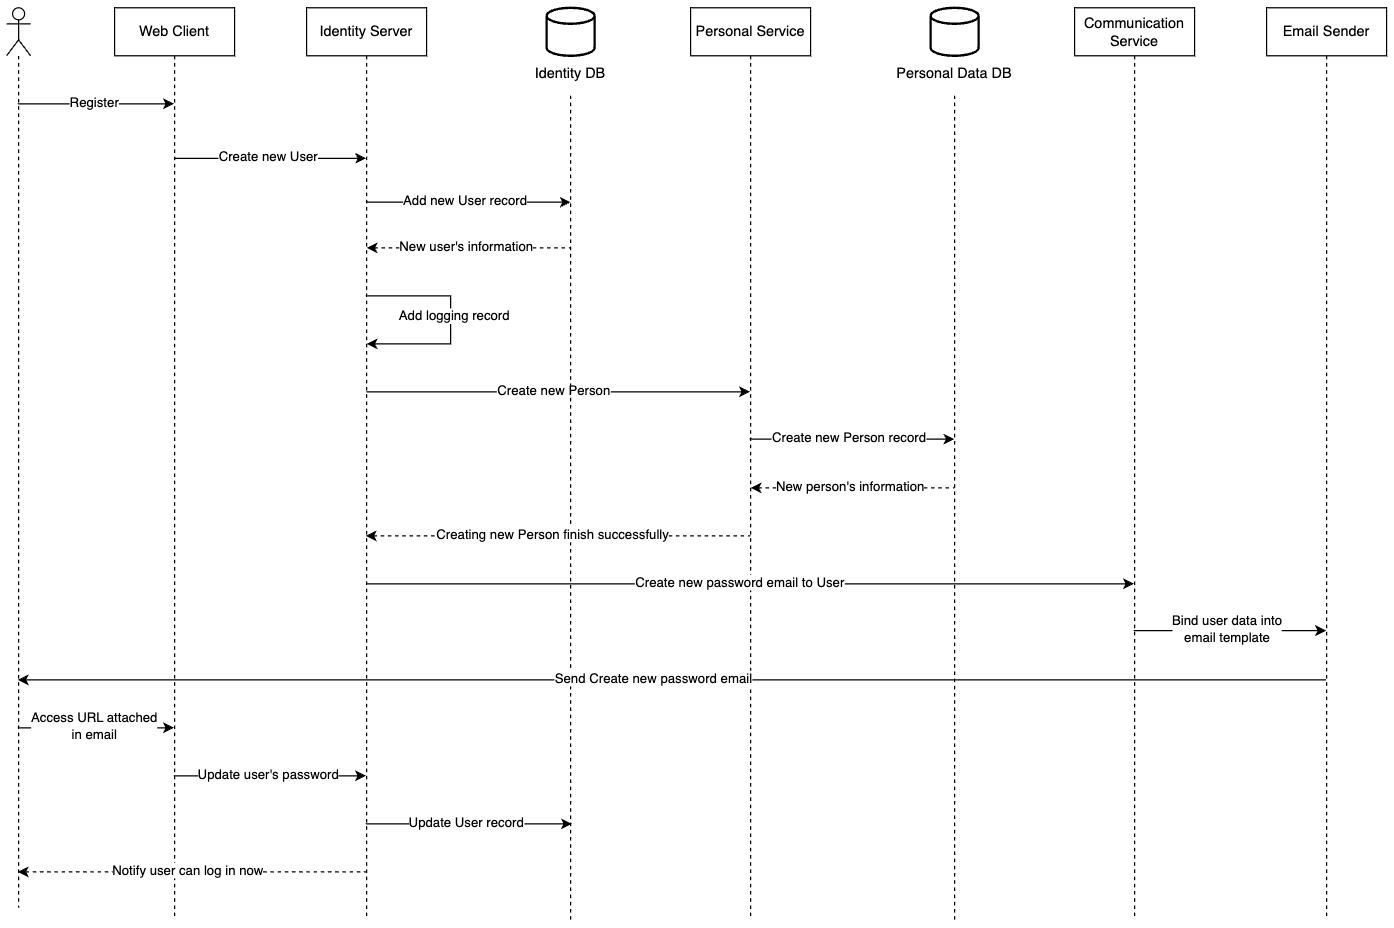 Web Client
Identity Server
Identity DB
Personal Service
Personal Data DB
Communication
Service
Email Sender
Register
Create new User
Add new User record
New user's information
Add logging record
Create new Person
Create new Person record
New person's information
Creating new Person finish successfully
Create new password email to User
Bind user data into
email template
Send Create new password email
Access URL attached
in email
Update user's password
Update User record
Notify user can log in now